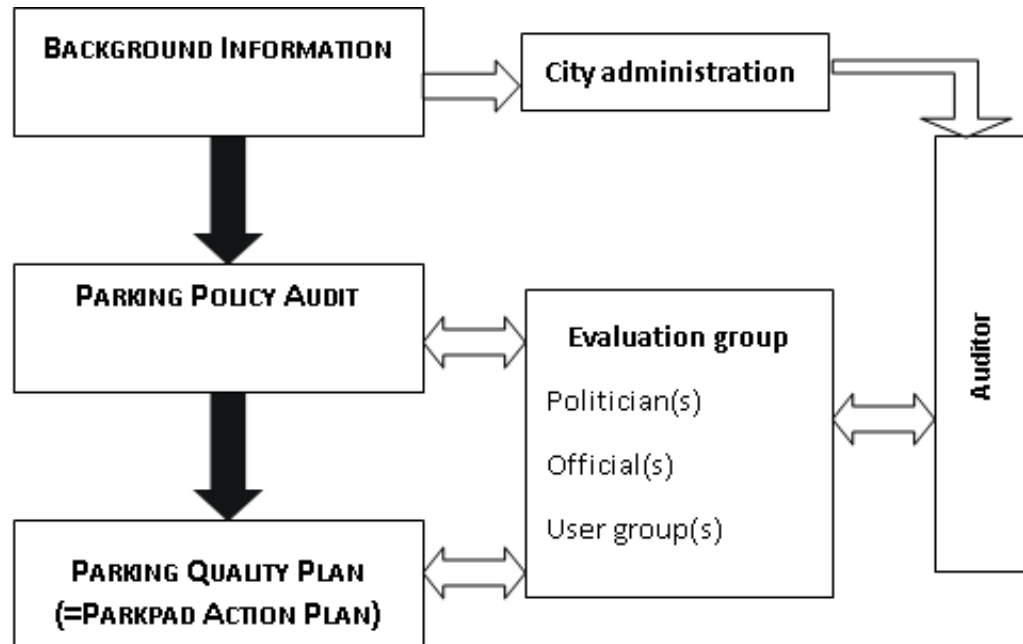 BACKGROUND INFORMATION
City administration
Auditor
PARKING POLICY AUDIT
Evaluation group
Politician(s)
Official(s)
User group(s)
PARKING QUALITY PLAN
(=PARKPAD ACTION PLAN)